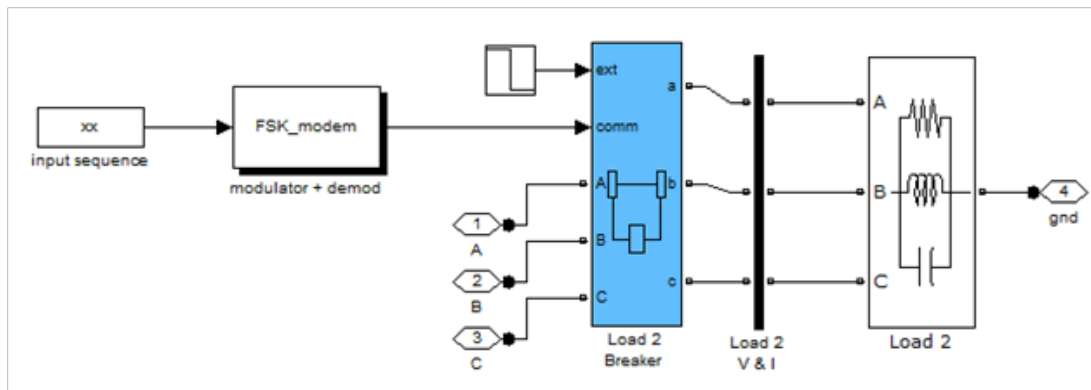 xx
input sequence
FSK_modem
modulator + demod
1
A
2
B
3
C
ext
comm
A
B
C
a
b
c
Load 2
Breaker
Load 2
V & I
A
B
C
Load 2
4
gnd